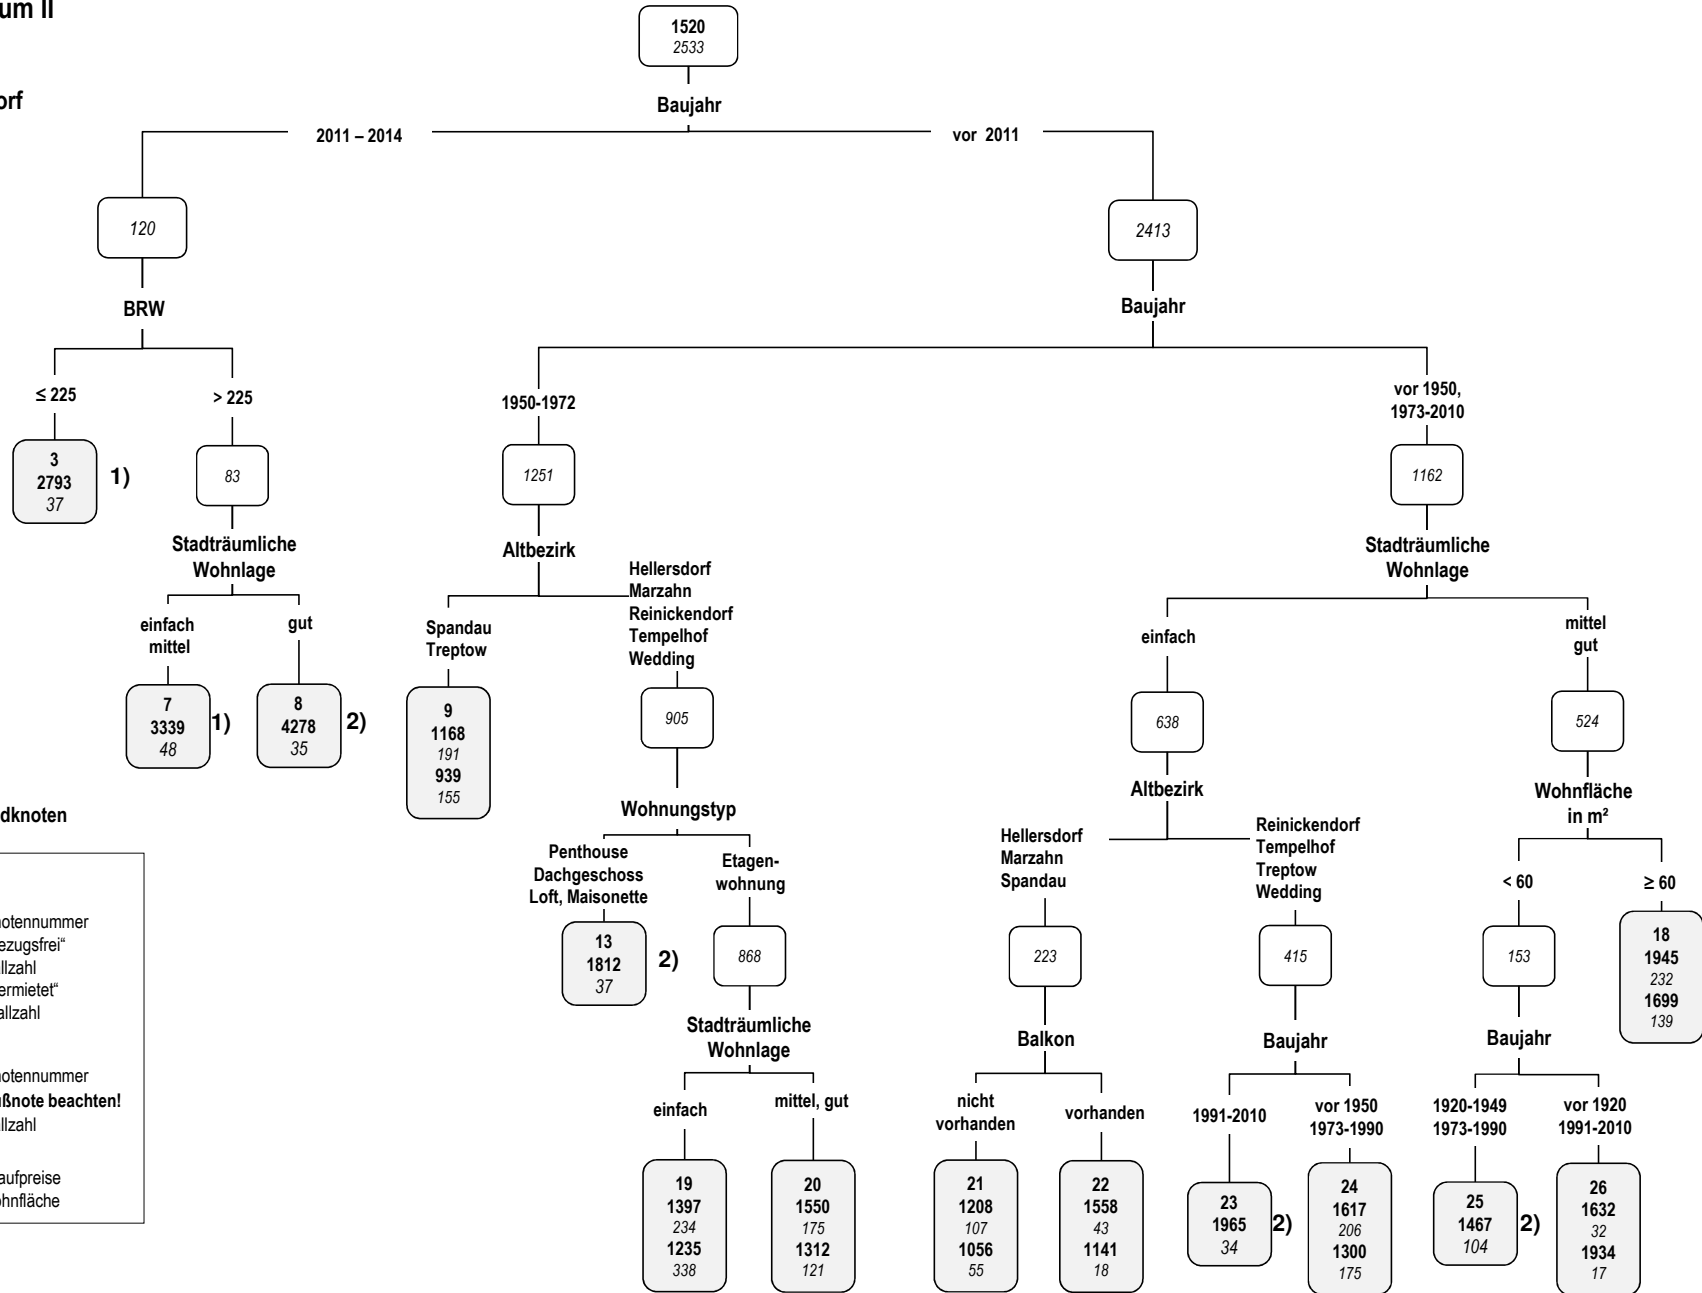 um II
orf
1520
2533
Baujahr
2011 – 2014
vor 2011
120
2413
BRW
Baujahr
≤ 225
> 225
1950-1972
vor 1950,
1973-2010
3
2793
37
1)
83
1251
1162
Stadträumliche
Wohnlage
Altbezirk
Stadträumliche
Wohnlage
einfach
mittel
gut
Spandau
Treptow
Hellersdorf
Marzahn
Reinickendorf
Tempelhof
Wedding
einfach
mittel
gut
7
3339
48
1)
8
4278
35
2)
9
1168
191
939
155
905
638
524
Wohnungstyp
Altbezirk
Wohnfläche
in m²
Penthouse
Dachgeschoss
Loft, Maisonette
Etagen-
wohnung
Hellersdorf
Marzahn
Spandau
Reinickendorf
Tempelhof
Treptow
Wedding
< 60
≥ 60
13
1812
37
2)
868
223
415
153
18
1945
232
1699
139
Stadträumliche
Wohnlage
Balkon
Baujahr
Baujahr
einfach
mittel, gut
nicht
vorhanden
vorhanden
1991-2010
vor 1950
1973-1990
1920-1949
1973-1990
vor 1920
1991-2010
19
1397
234
1235
338
20
1550
175
1312
121
21
1208
107
1056
55
22
1558
43
1141
18
23
1965
34
2)
24
1617
206
1300
175
25
1467
104
2)
26
1632
32
1934
17
dknoten
notennummer
ezugsfrei“
allzahl
ermietet“
allzahl
notennummer
ußnote beachten!
allzahl
aufpreise
ohnfläche